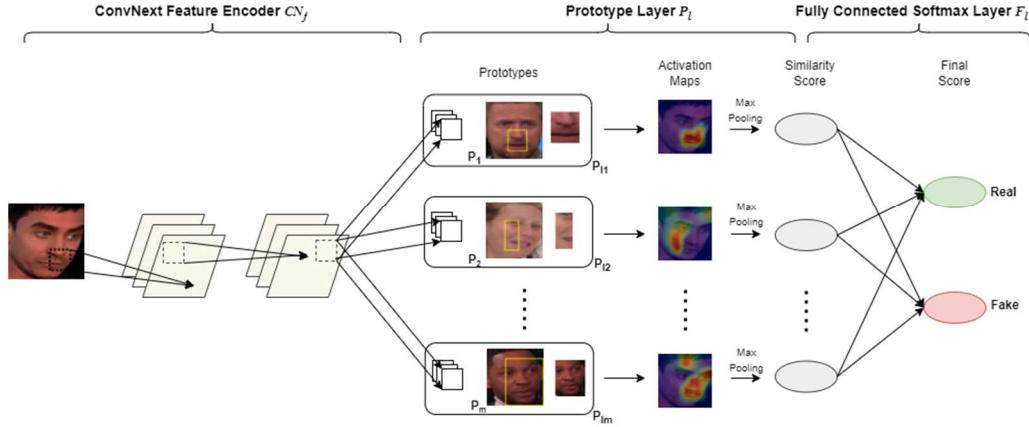 ConvNext Feature Encoder CNf
Prototype Layer Pl
Fully Connected Softmax Layer Fl
Prototypes
Activation
Maps
Similarity
Score
Final
Score
P1
Pl1
Max
Pooling
P2
Pl2
Max
Pooling
Real
Fake
Pm
Plm
Max
Pooling